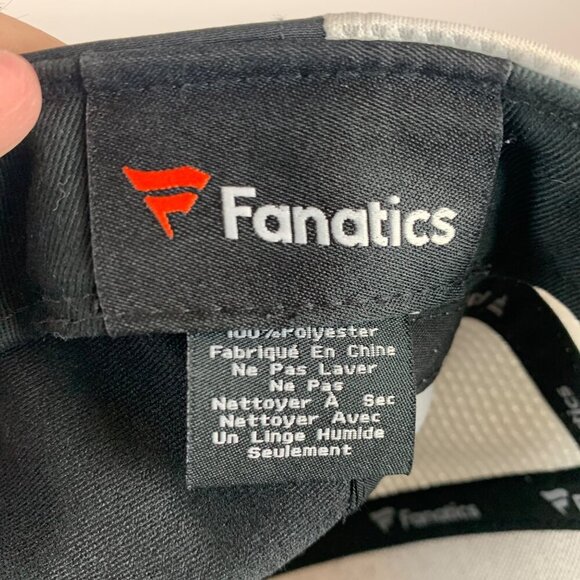 Fanatics
100%Polyester
Fabriqué En Chine
Ne Pas Laver
Ne Pas
Nettoyer À Sec
Nettoyer Avec
Un Linge Humide
Seulement
Fanatics